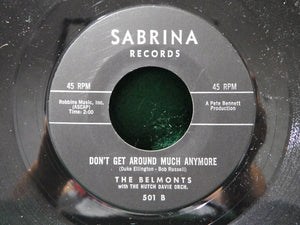 SABRINA
RECORDS
45 RPM
45 RPM
Robbins Music, Inc.
(ASCAP)
Time: 2:00
A Pete Bennett
Production
DON'T GET AROUND MUCH ANYMORE
(Duke Ellington - Bob Russell)
THE BELMONTS
with THE HUTCH DAVIE ORCH.
501 B